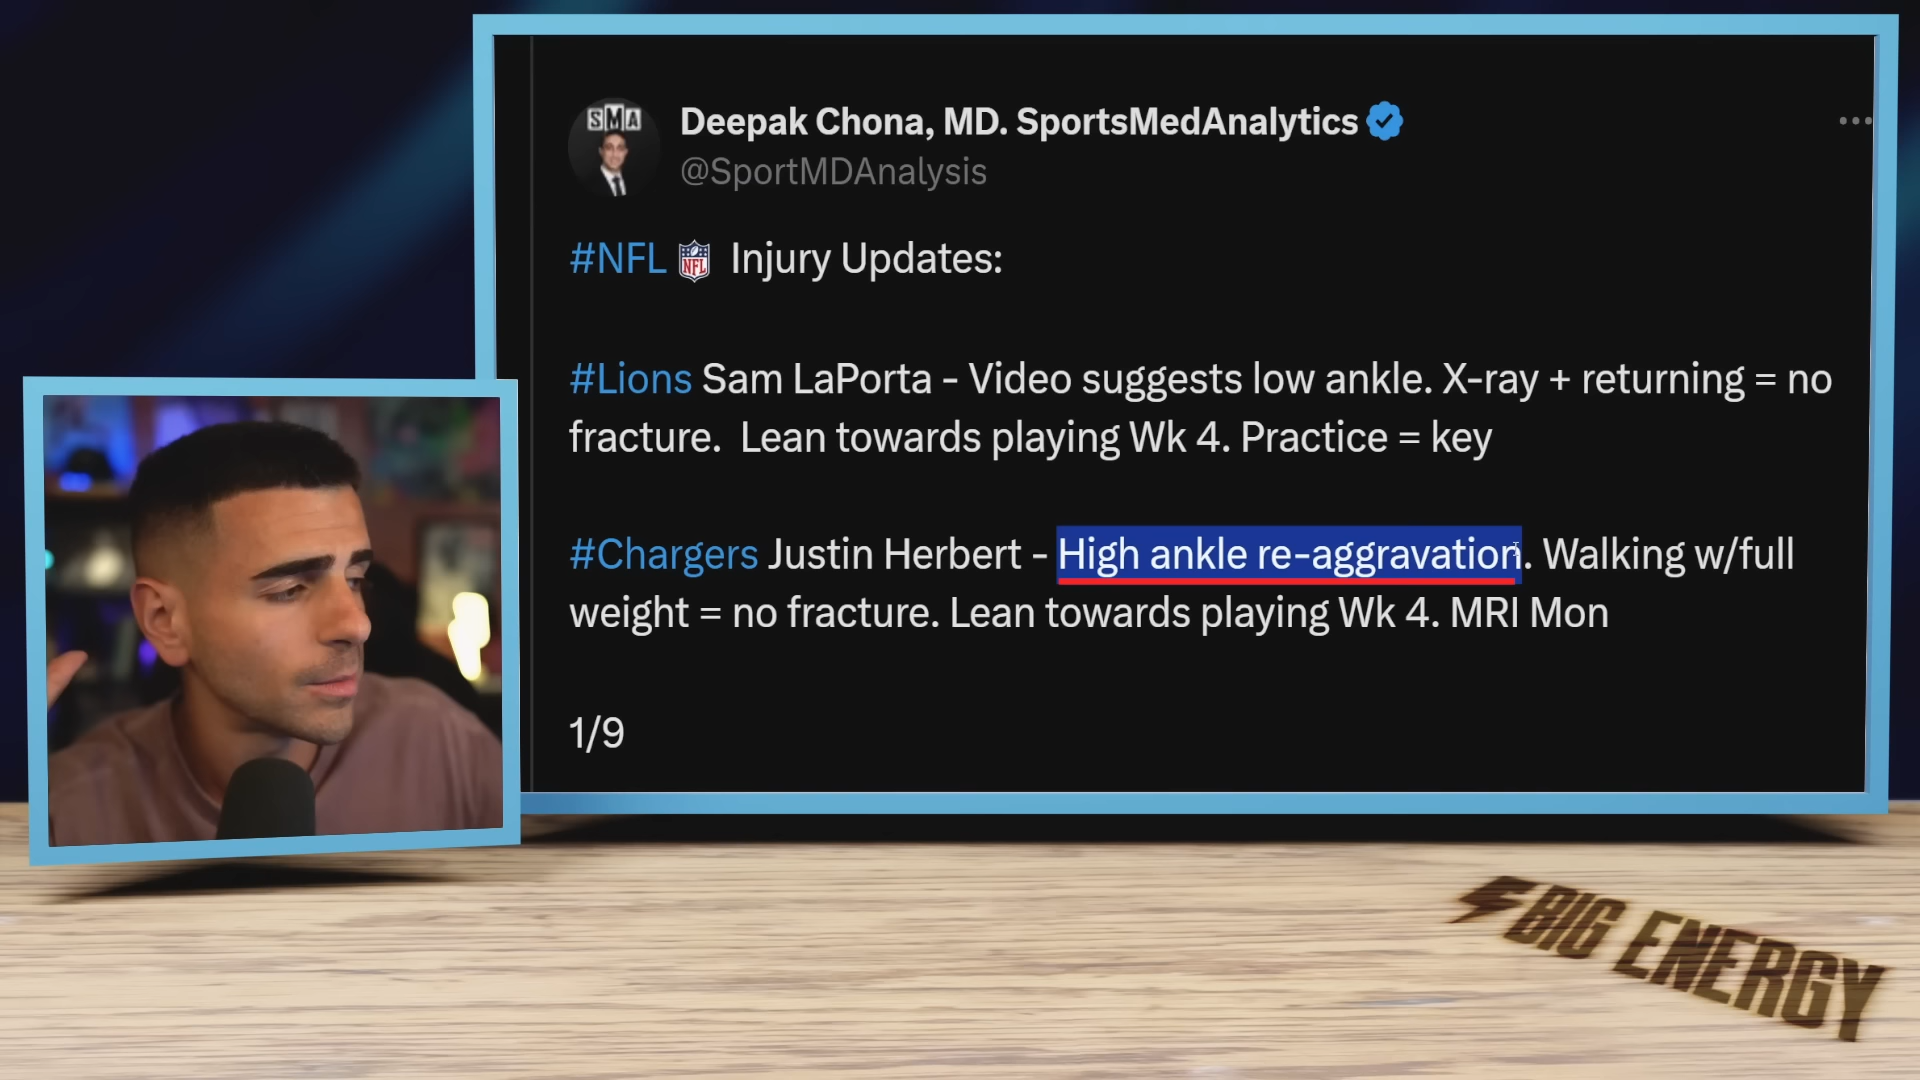 SMA
Deepak Chona, MD. SportsMedAnalytics
@SportMDAnalysis
#NFL NFL Injury Updates:
#Lions Sam LaPorta - Video suggests low ankle. X-ray + returning = no
fracture. Lean towards playing Wk 4. Practice = key
#Chargers Justin Herbert - High ankle re-aggravation. Walking w/full
weight = no fracture. Lean towards playing Wk 4. MRI Mon
1/9
BIG ENERGY